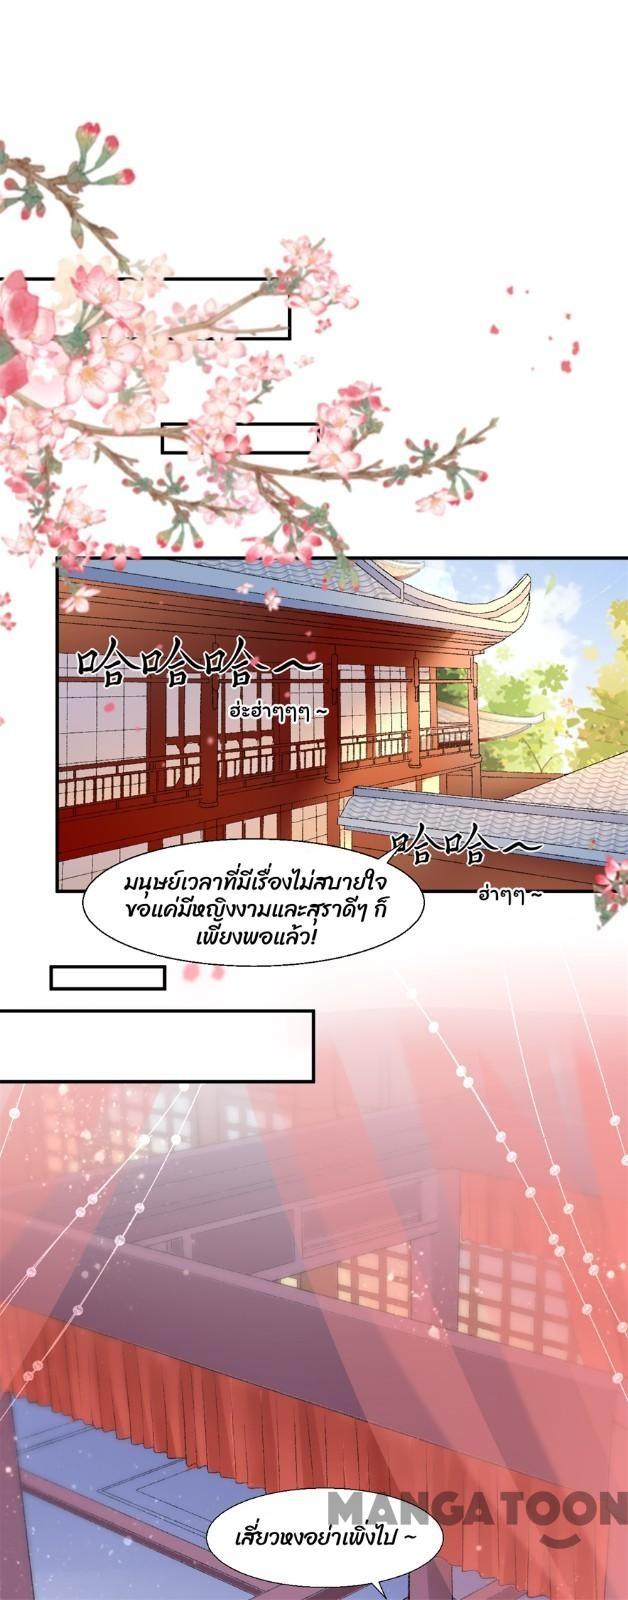 哈哈哈～
ฮ่ะฮ่าๆๆๆ ~
哈哈～
ฮ่าๆๆ ~
มนุษย์เวลาที่มีเรื่องไม่สบายใจ
ขอแค่มีหญิงงามและสุราดีๆ ก็
เพียงพอแล้ว!
MANGATOON
เสี่ยวหงอย่าเพิ่งไป ~